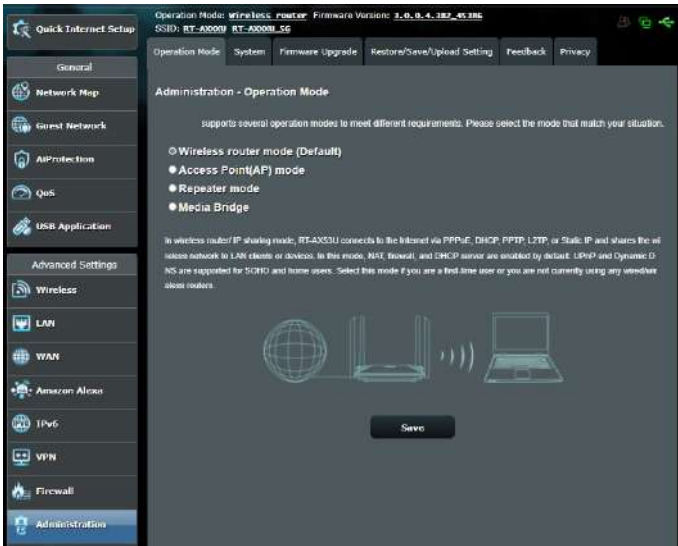 Operation Mode: Wireless router Firmware Version: 3.0.0.4.382_45386
SSID: RT-AXXXU RT-AXXXU_5G
Quick Internet Setup
Operation Mode System Firmware Upgrade Restore/Save/Upload Setting Feedback Privacy
General
Network Map
Guest Network
AiProtection
QoS
USB Application
Advanced Settings
Wireless
LAN
WAN
Amazon Alexa
IPv6
VPN
Firewall
Administration
Administration - Operation Mode
supports several operation modes to meet different requirements. Please select the mode that match your situation.
Wireless router mode (Default)
Access Point(AP) mode
Repeater mode
Media Bridge
In wireless router/ IP sharing mode, RT-AX53U connects to the Internet via PPPoE, DHCP, PPTP, L2TP, or Static IP and shares the wi
reless network to LAN clients or devices. In this mode, NAT, firewall, and DHCP server are enabled by default. UPnP and Dynamic D
NS are supported for SOHO and home users. Select this mode if you are a first-time user or you are not currently using any wired/wir
eless routers.
Save